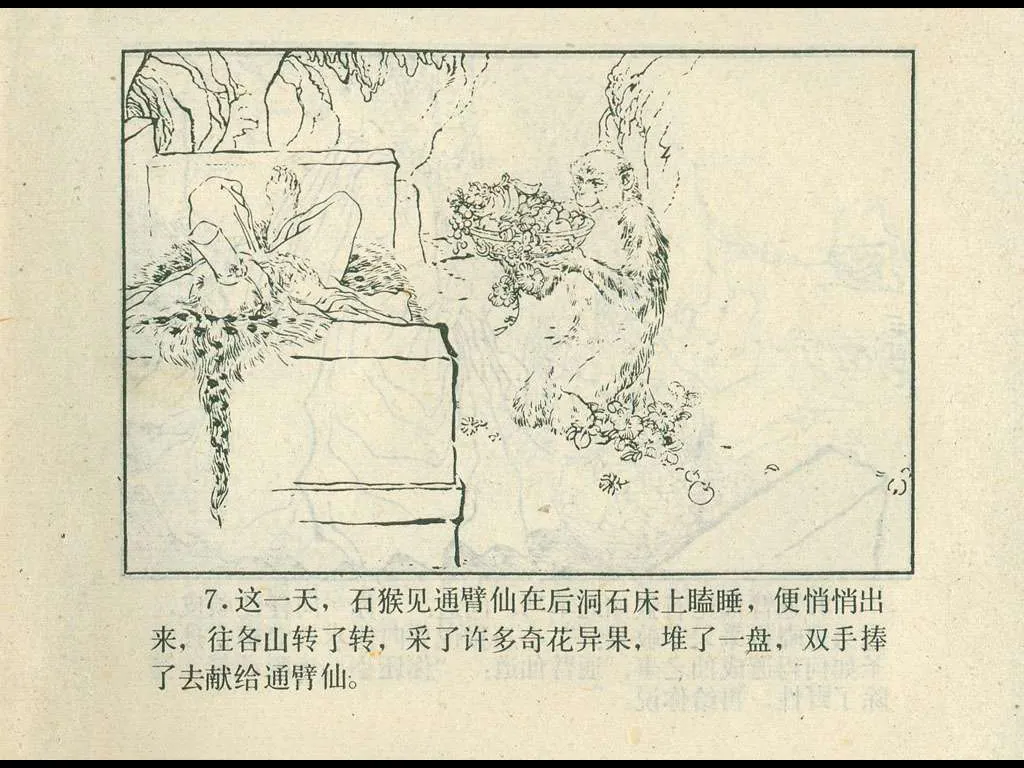 7.这一天，石猴见通臂仙在后洞石床上瞌睡，便悄悄出
来，往各山转了转，采了许多奇花异果，堆了一盘，双手捧
了去献给通臂仙。